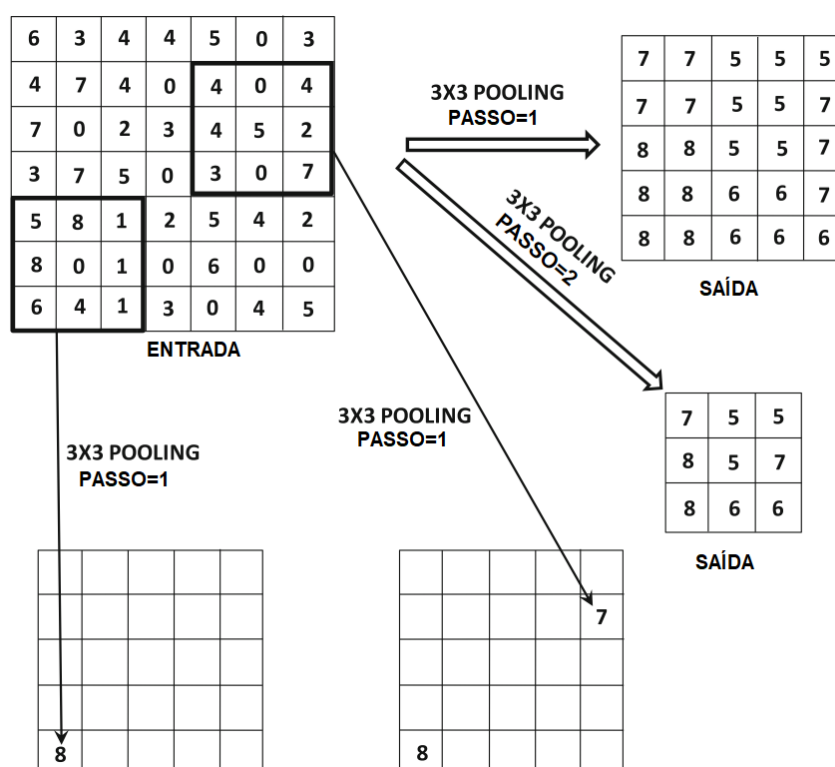 6 3 4 4 5 0 3
4 7 4 0 4 0 4
7 0 2 3 4 5 2
3 7 5 0 3 0 7
5 8 1 2 5 4 2
8 0 1 0 6 0 0
6 4 1 3 0 4 5
ENTRADA
3X3 POOLING
PASSO=1
7 7 5 5 5
7 7 5 5 7
8 8 5 5 7
8 8 6 6 7
8 8 6 6 6
SAÍDA
3X3 POOLING
PASSO=2
7 5 5
8 5 7
8 6 6
SAÍDA
3X3 POOLING
PASSO=1
8
3X3 POOLING
PASSO=1
7
8